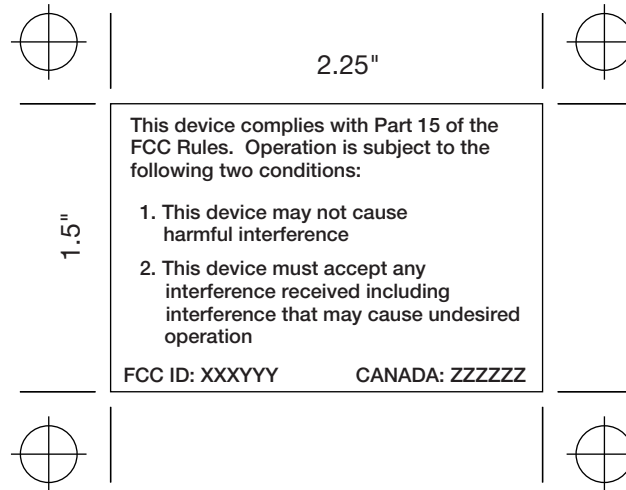 2.25"
This device complies with Part 15 of the
FCC Rules.  Operation is subject to the
following two conditions:
1. This device may not cause
harmful interference
2. This device must accept any
interference received including
interference that may cause undesired
operation
FCC ID: XXXYYY CANADA: ZZZZZZ
1.5"